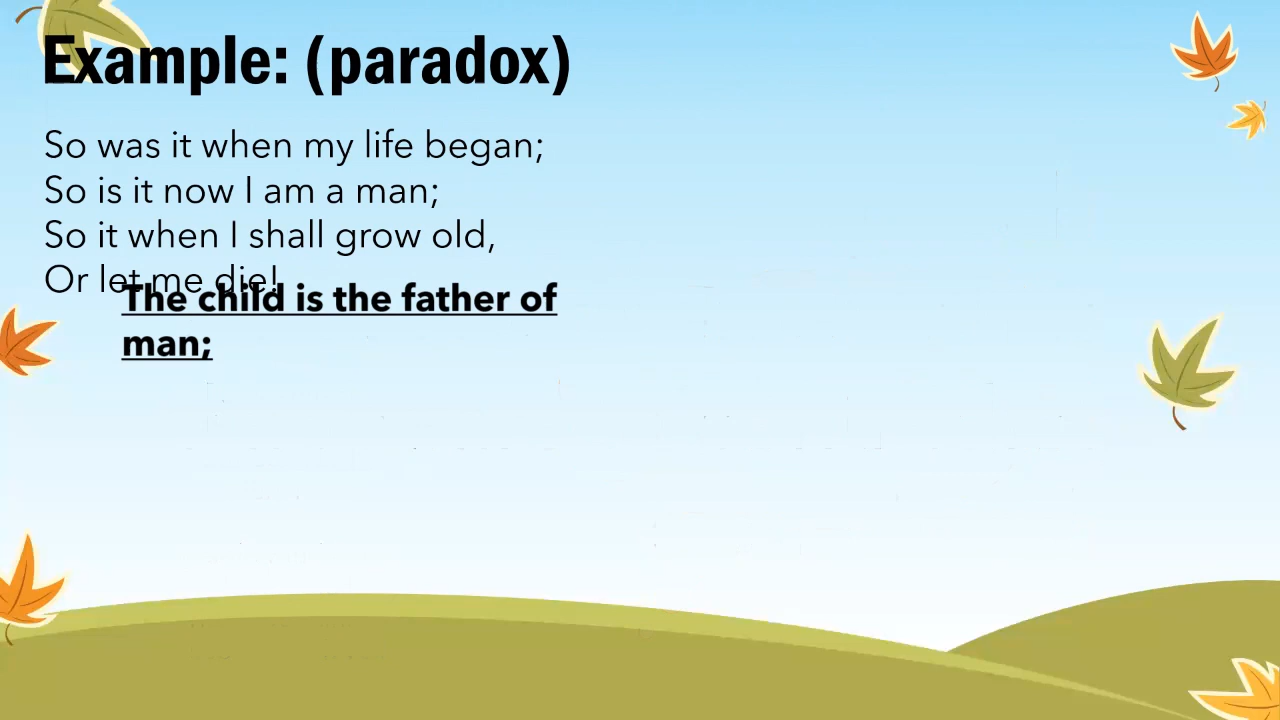 Example: (paradox)
So was it when my life began;
So is it now I am a man;
So it when I shall grow old,
Or let me die!
The child is the father of
man;